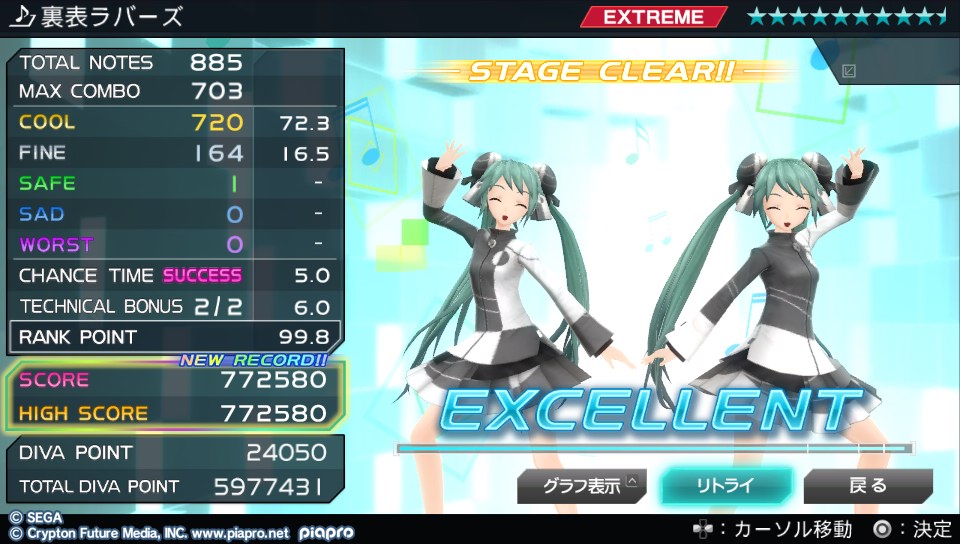 裏表ラバーズ EXTREME
STAGE CLEAR!!
TOTAL NOTES 885
MAX COMBO 703
COOL 720 72.3
FINE 164 16.5
SAFE 1 -
SAD 0 -
WORST 0 -
CHANCE TIME SUCCESS 5.0
TECHNICAL BONUS 2/2 6.0
RANK POINT 99.8
NEW RECORD!!
SCORE 772580
HIGH SCORE 772580
EXCELLENT
DIVA POINT 24050
TOTAL DIVA POINT 5977431
グラフ表示 リトライ 戻る
© SEGA
© Crypton Future Media, INC. www.piapro.net piapro
：カーソル移動 ：決定